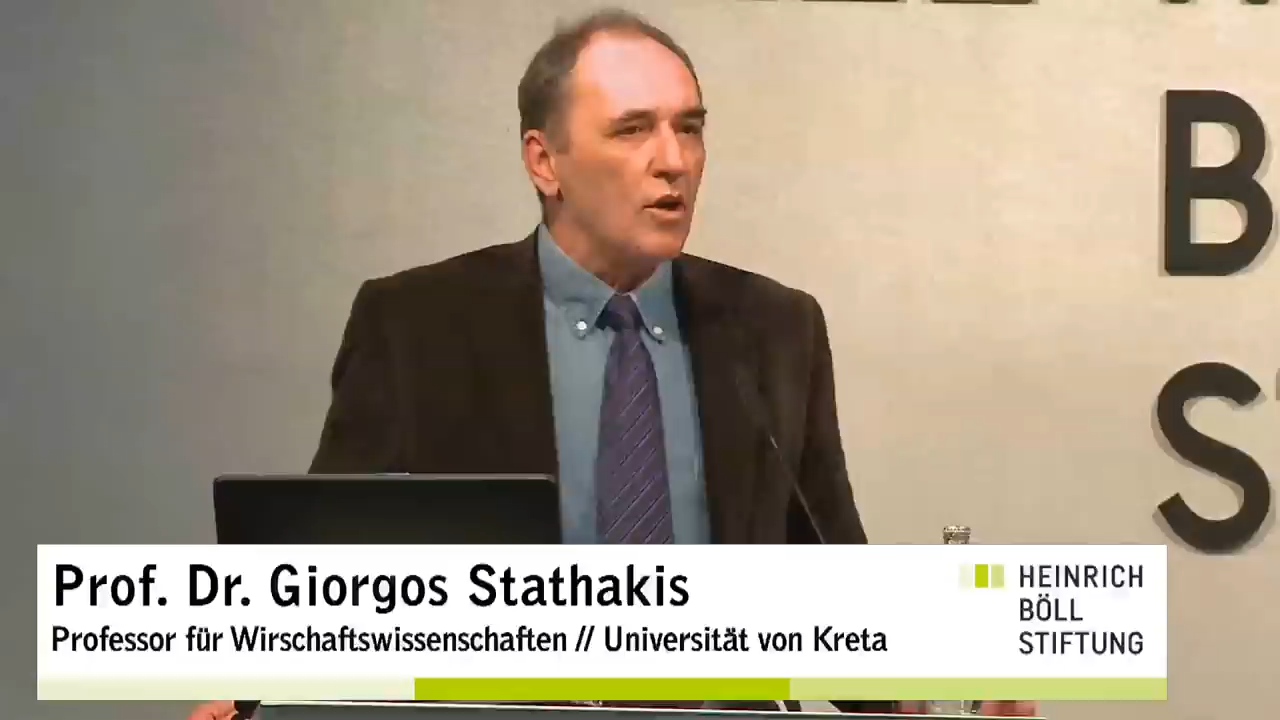 B
S
Prof. Dr. Giorgos Stathakis
Professor für Wirschaftswissenschaften // Universität von Kreta
HEINRICH
BÖLL
STIFTUNG